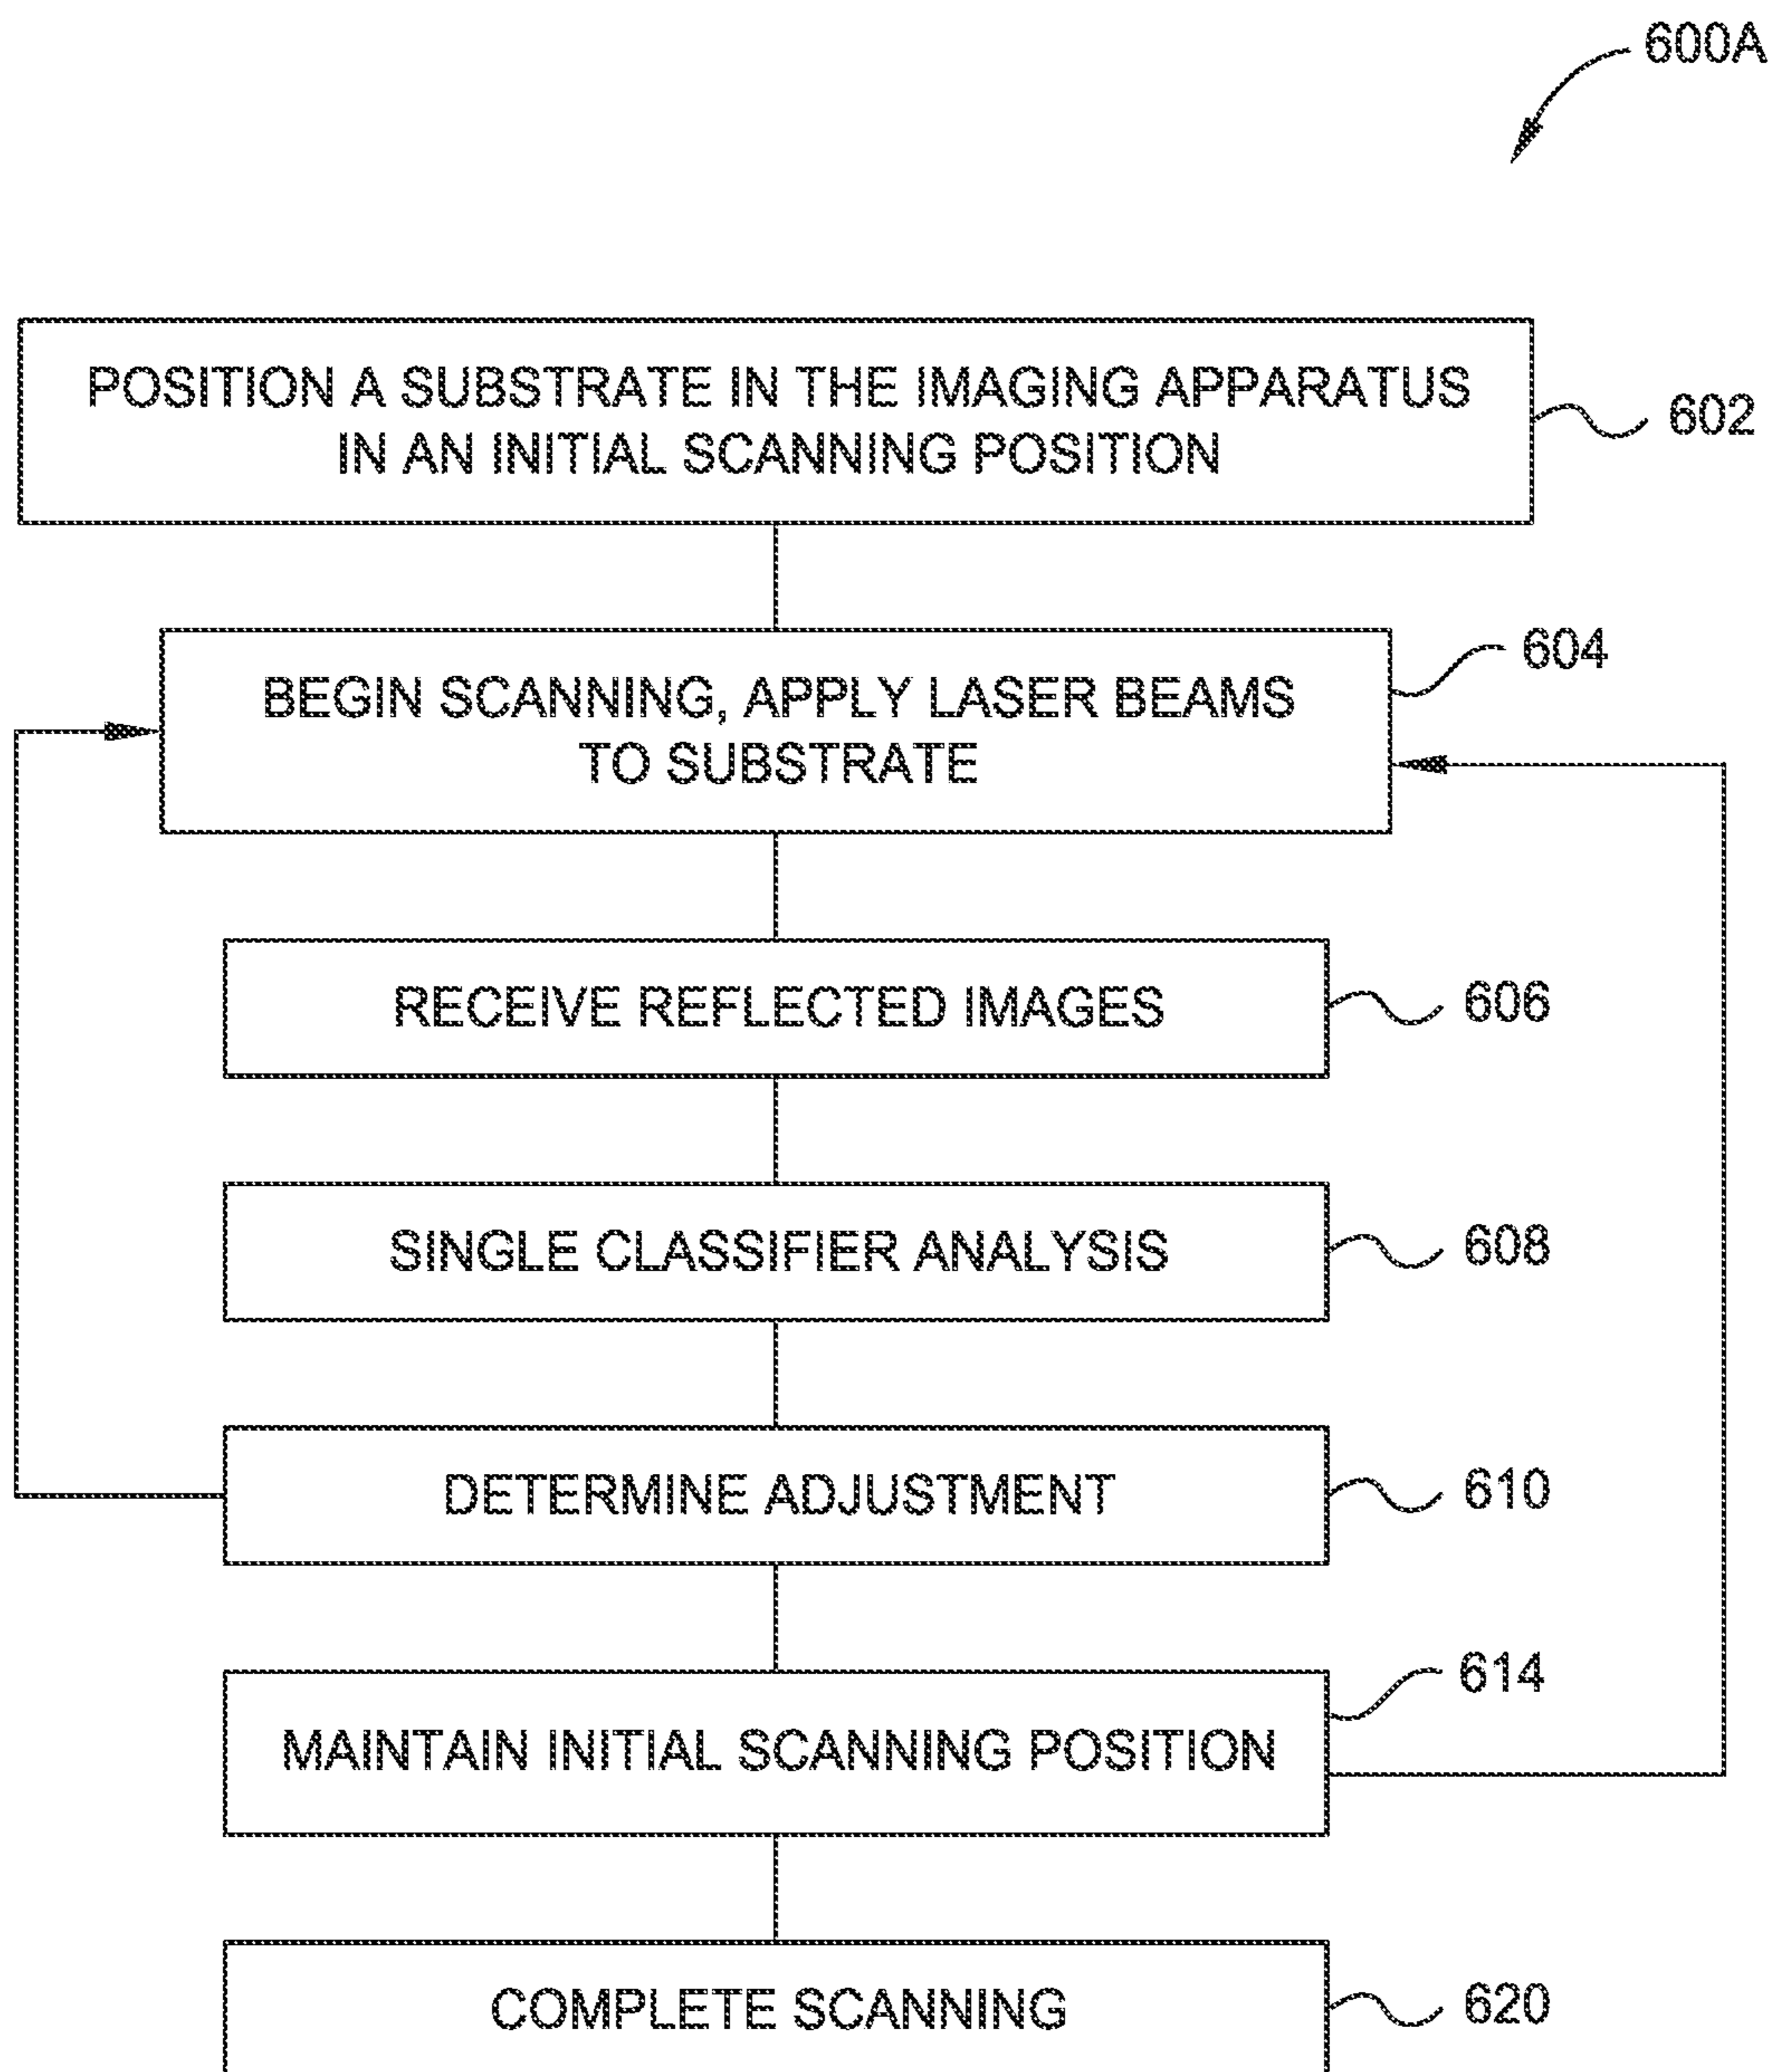 600A
POSITION A SUBSTRATE IN THE IMAGING APPARATUS
IN AN INITIAL SCANNING POSITION
602
BEGIN SCANNING, APPLY LASER BEAMS
TO SUBSTRATE
604
RECEIVE REFLECTED IMAGES
606
SINGLE CLASSIFIER ANALYSIS
608
DETERMINE ADJUSTMENT
610
MAINTAIN INITIAL SCANNING POSITION
614
COMPLETE SCANNING
620